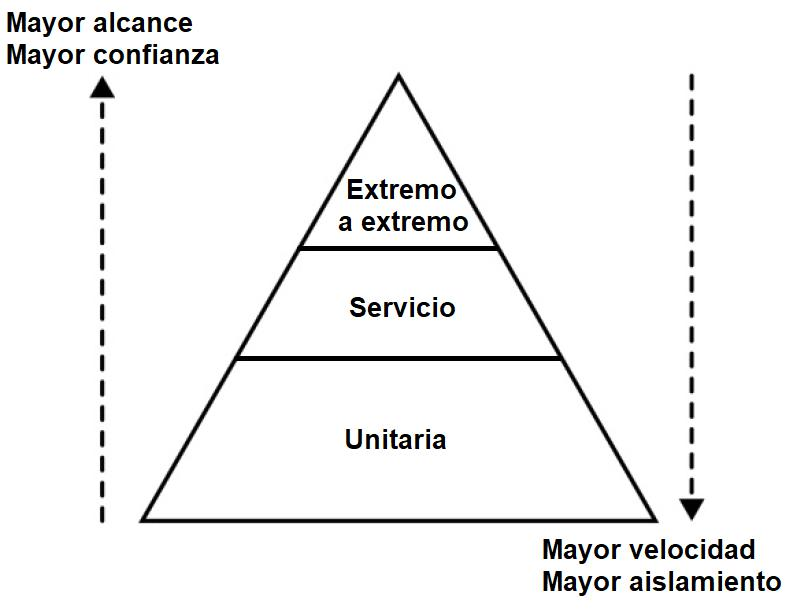 Mayor alcance
Mayor confianza
Extremo
a extremo
Servicio
Unitaria
Mayor velocidad
Mayor aislamiento